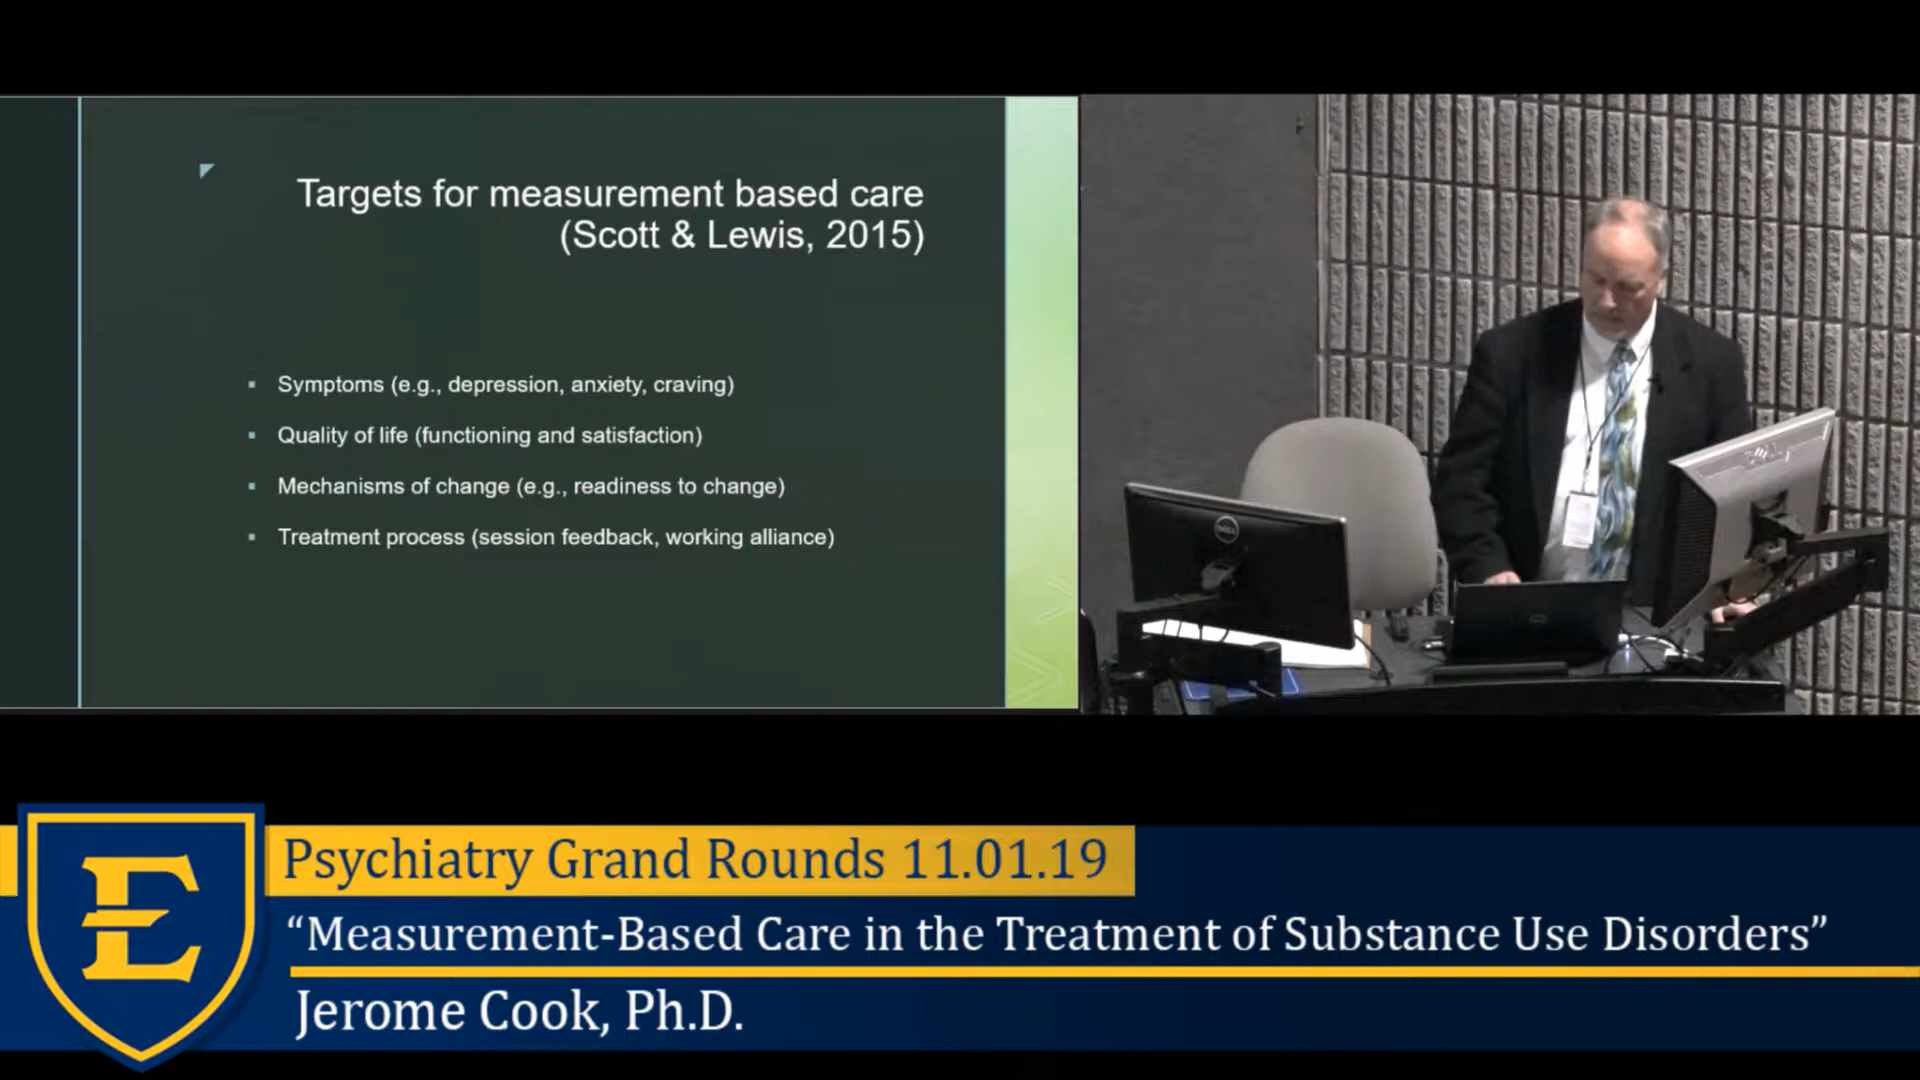 Targets for measurement based care
(Scott & Lewis, 2015)
Symptoms (e.g., depression, anxiety, craving)
Quality of life (functioning and satisfaction)
Mechanisms of change (e.g., readiness to change)
Treatment process (session feedback, working alliance)
DELL
DELL
E
Psychiatry Grand Rounds 11.01.19
“Measurement-Based Care in the Treatment of Substance Use Disorders”
Jerome Cook, Ph.D.